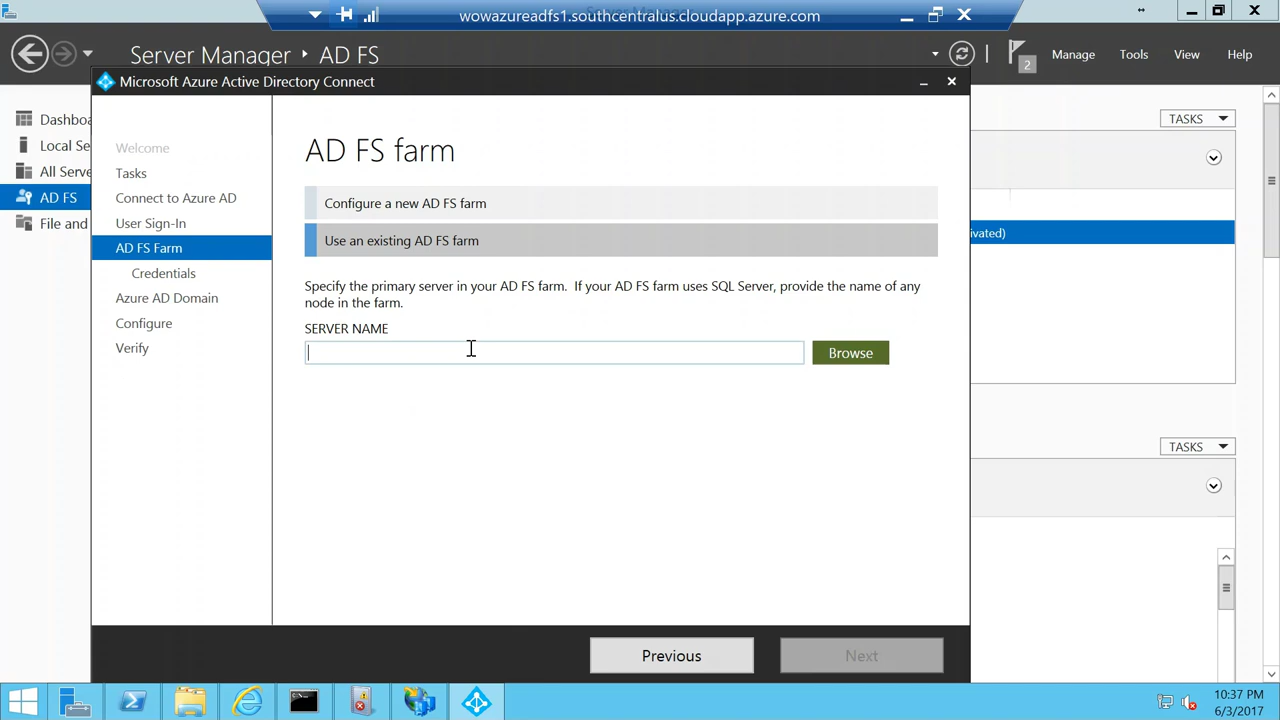 wowazureadfs1.southcentralus.cloudapp.azure.com
Server Manager
AD FS
2
Manage
Tools
View
Help
Microsoft Azure Active Directory Connect
Dashboa
Local Se
All Serve
AD FS
File and
Welcome
Tasks
Connect to Azure AD
User Sign-In
AD FS Farm
Credentials
Azure AD Domain
Configure
Verify
AD FS farm
Configure a new AD FS farm
Use an existing AD FS farm
Specify the primary server in your AD FS farm. If your AD FS farm uses SQL Server, provide the name of any
node in the farm.
SERVER NAME
Browse
Previous
Next
TASKS
ivated)
TASKS
10:37 PM
6/3/2017